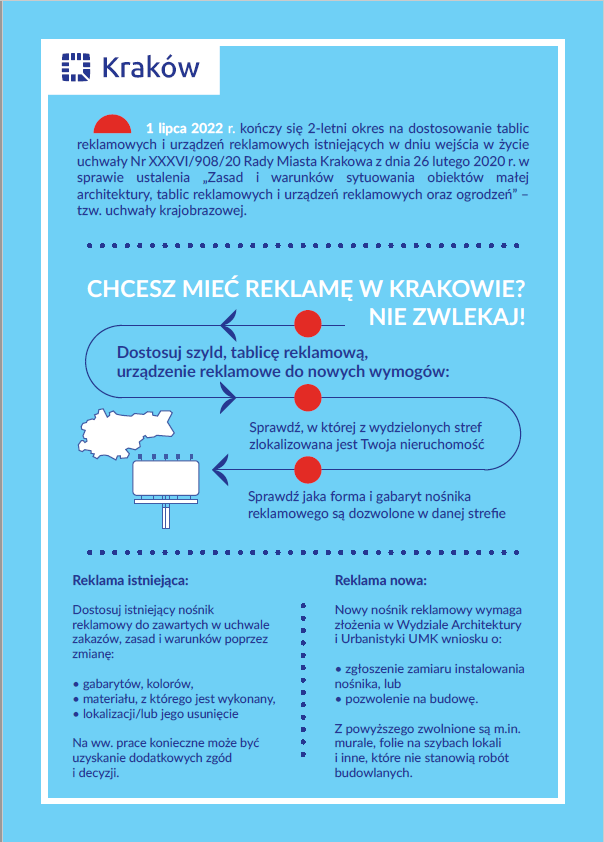 Kraków
1 lipca 2022 r. kończy się 2-letni okres na dostosowanie tablic
reklamowych i urządzeń reklamowych istniejących w dniu wejścia w życie
uchwały Nr XXXVI/908/20 Rady Miasta Krakowa z dnia 26 lutego 2020 r. w
sprawie ustalenia „Zasad i warunków sytuowania obiektów małej
architektury, tablic reklamowych i urządzeń reklamowych oraz ogrodzeń” –
tzw. uchwały krajobrazowej.
CHCESZ MIEĆ REKLAMĘ W KRAKOWIE?
NIE ZWLEKAJ!
Dostosuj szyld, tablicę reklamową,
urządzenie reklamowe do nowych wymogów:
Sprawdź, w której z wydzielonych stref
zlokalizowana jest Twoja nieruchomość
Sprawdź jaka forma i gabaryt nośnika
reklamowego są dozwolone w danej strefie
Reklama istniejąca:
Dostosuj istniejący nośnik
reklamowy do zawartych w uchwale
zakazów, zasad i warunków poprzez
zmianę:
• gabarytów, kolorów,
• materiału, z którego jest wykonany,
• lokalizacji/lub jego usunięcie
Na ww. prace konieczne może być
uzyskanie dodatkowych zgód
i decyzji.
Reklama nowa:
Nowy nośnik reklamowy wymaga
złożenia w Wydziale Architektury
i Urbanistyki UMK wniosku o:
• zgłoszenie zamiaru instalowania
nośnika, lub
• pozwolenie na budowę.
Z powyższego zwolnione są m.in.
murale, folie na szybach lokali
i inne, które nie stanowią robót
budowlanych.